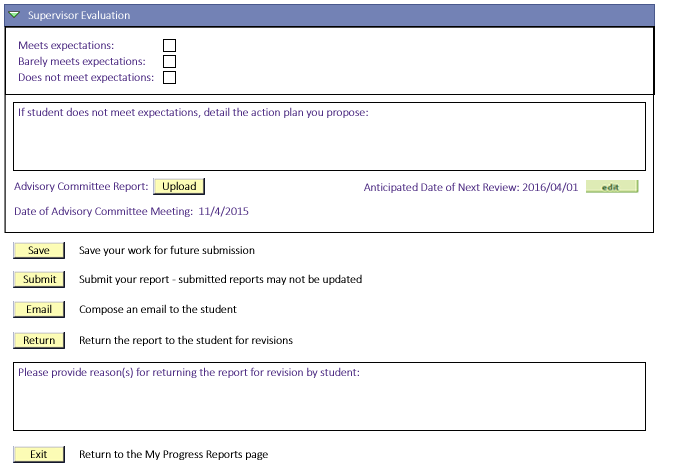 Supervisor Evaluation
Meets expectations:
Barely meets expectations:
Does not meet expectations:
If student does not meet expectations, detail the action plan you propose:
Advisory Committee Report: Upload Anticipated Date of Next Review: 2016/04/01 edit
Date of Advisory Committee Meeting: 11/4/2015
Save Save your work for future submission
Submit Submit your report - submitted reports may not be updated
Email Compose an email to the student
Return Return the report to the student for revisions
Please provide reason(s) for returning the report for revision by student:
Exit Return to the My Progress Reports page